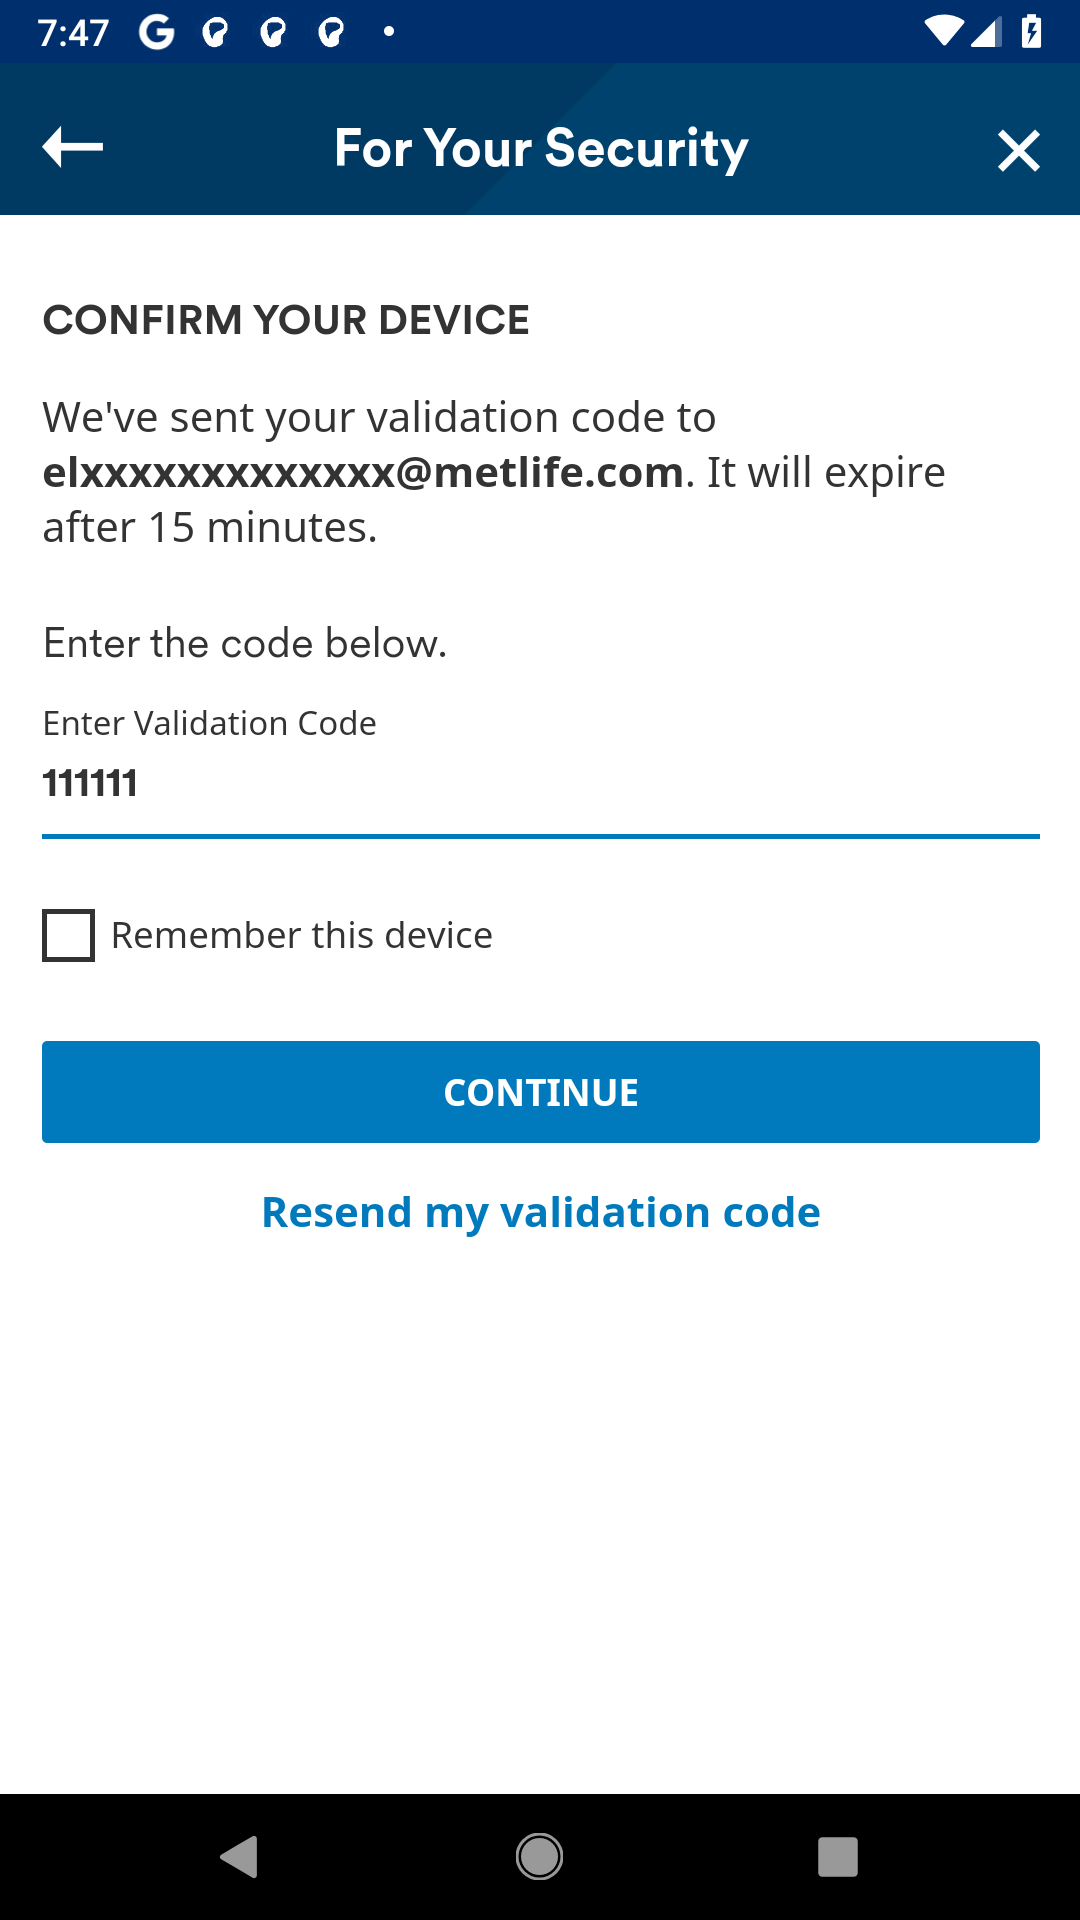 7:47
For Your Security
CONFIRM YOUR DEVICE
We've sent your validation code to
elxxxxxxxxxxxxx@metlife.com. It will expire
after 15 minutes.
Enter the code below.
Enter Validation Code
111111
Remember this device
CONTINUE
Resend my validation code